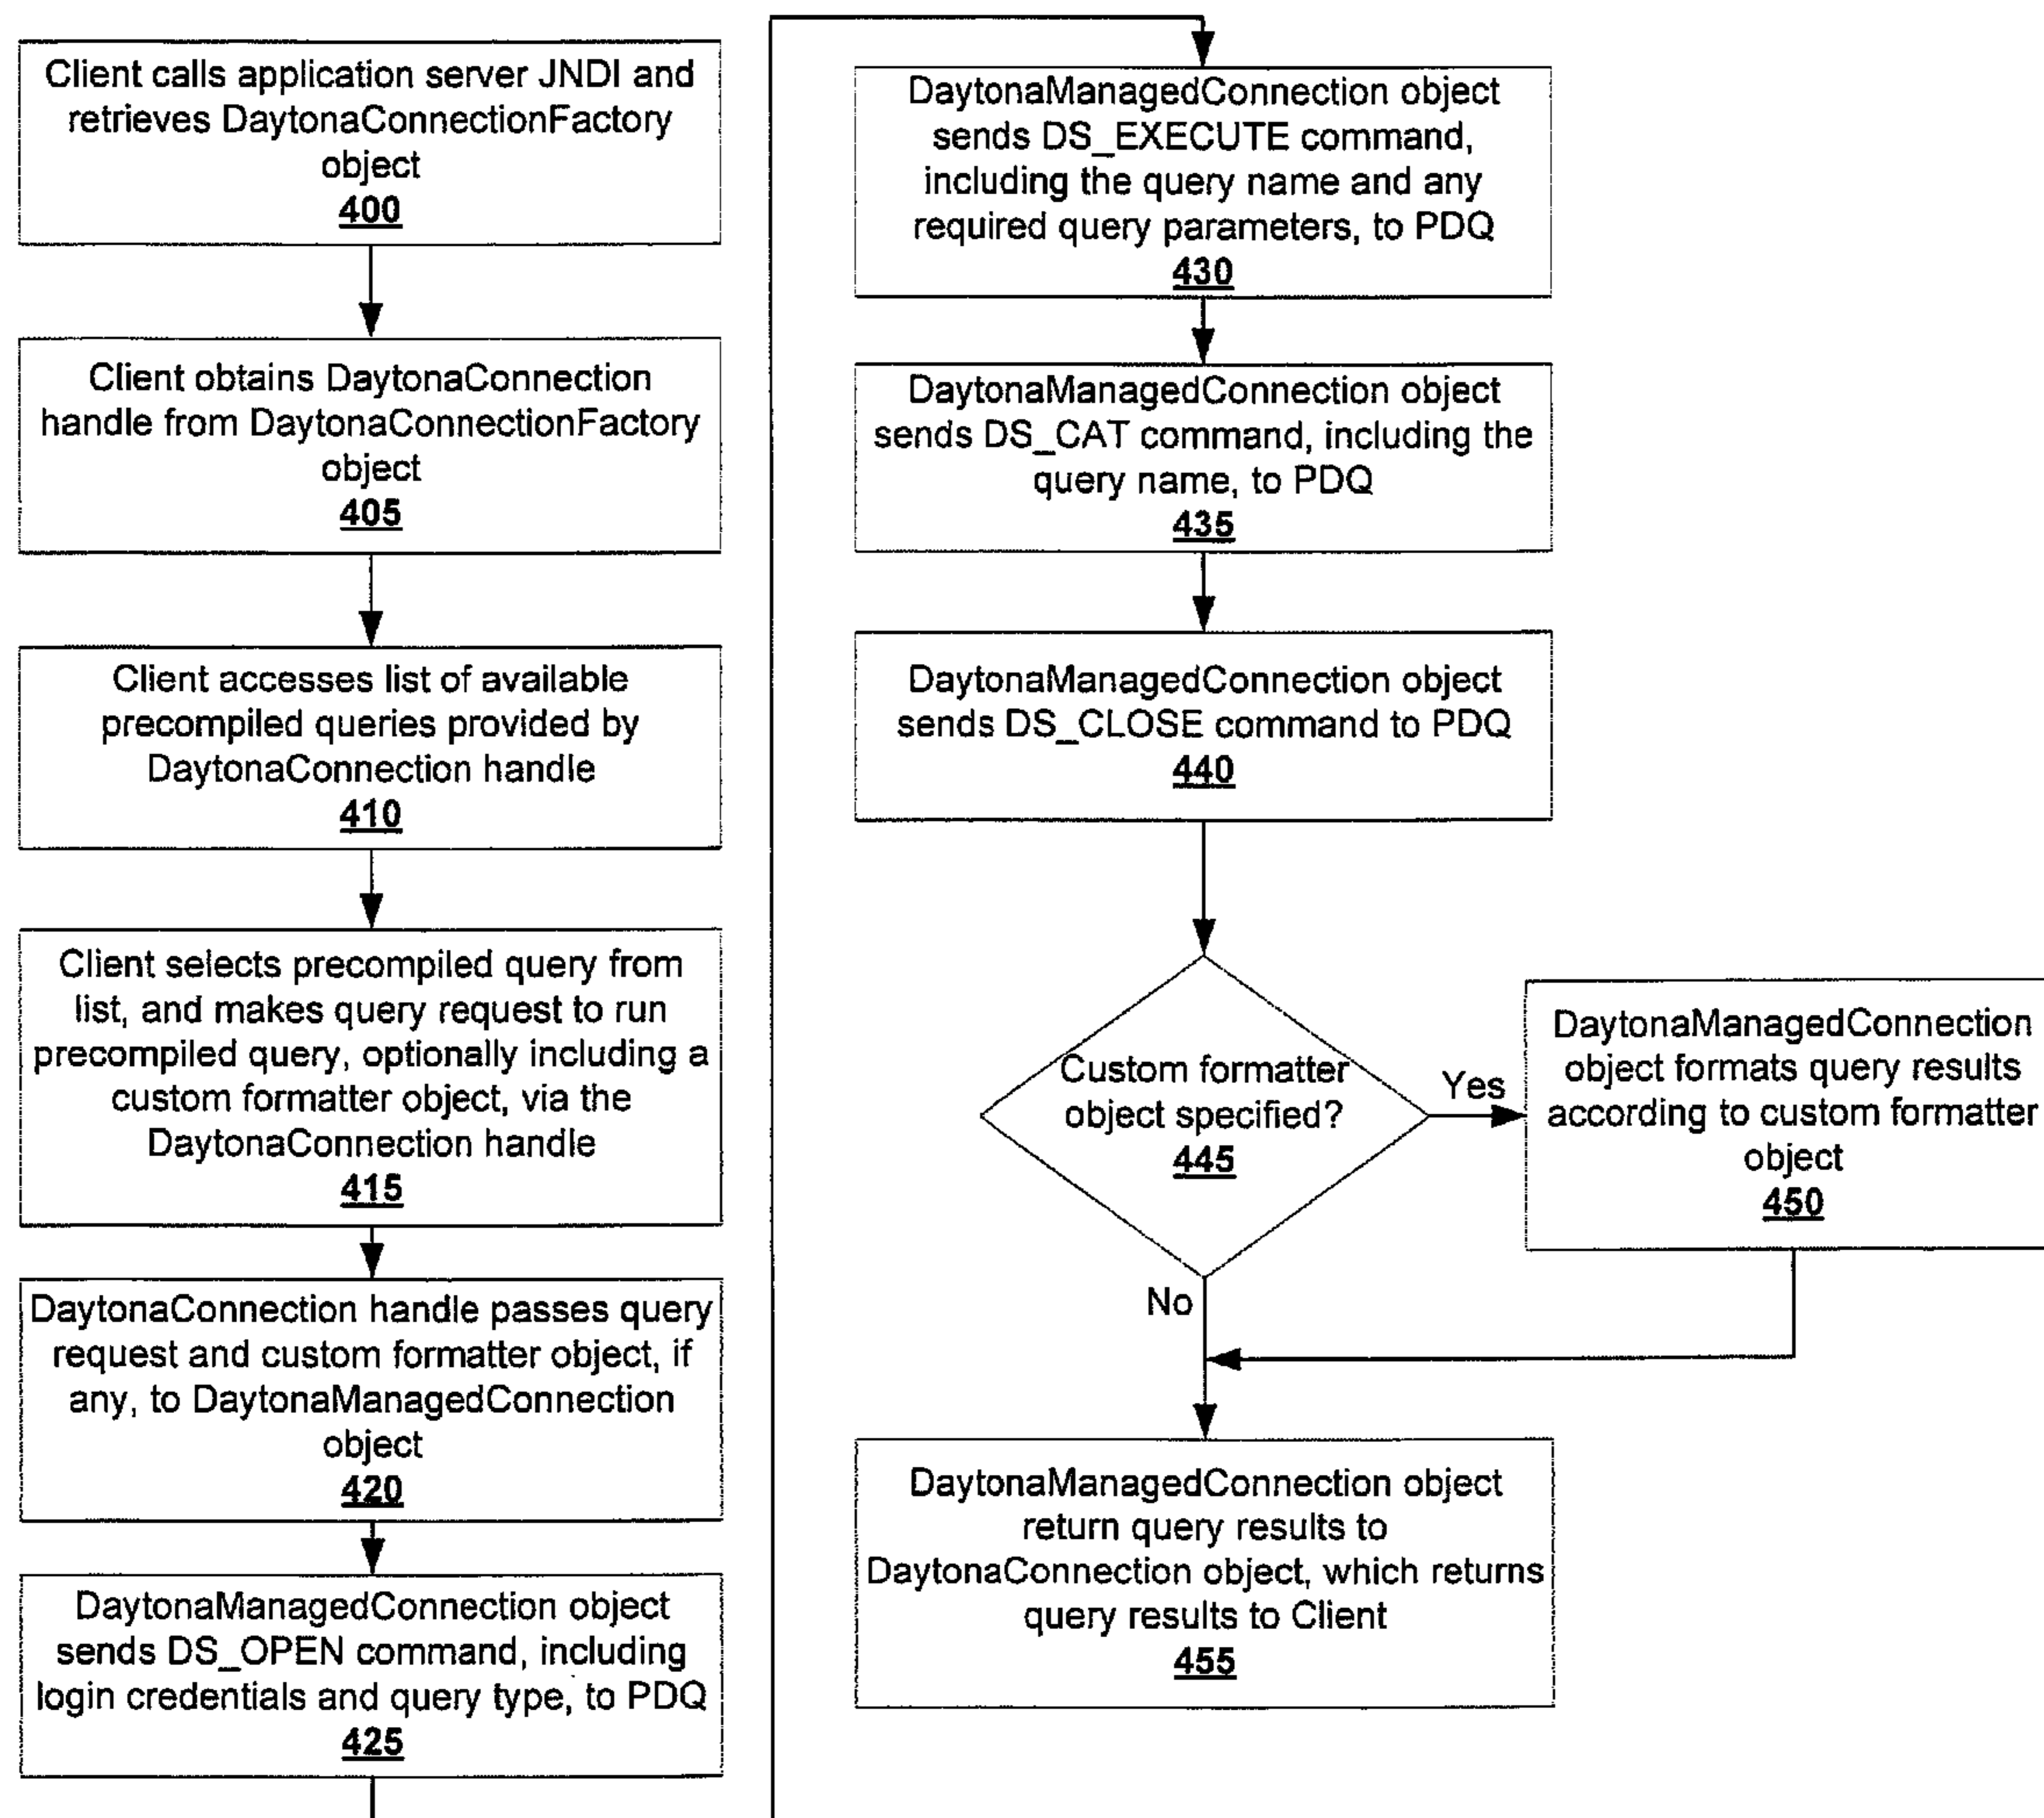 Client calls application server JNDI and
retrieves DaytonaConnectionFactory
object
400
Client obtains DaytonaConnection
handle from DaytonaConnectionFactory
object
405
Client accesses list of available
precompiled queries provided by
DaytonaConnection handle
410
Client selects precompiled query from
list, and makes query request to run
precompiled query, optionally including a
custom formatter object, via the
DaytonaConnection handle
415
DaytonaConnection handle passes query
request and custom formatter object, if
any, to DaytonaManagedConnection
object
420
DaytonaManagedConnection object
sends DS_OPEN command, including
login credentials and query type, to PDQ
425
DaytonaManagedConnection object
sends DS_EXECUTE command,
including the query name and any
required query parameters, to PDQ
430
DaytonaManagedConnection object
sends DS_CAT command, including the
query name, to PDQ
435
DaytonaManagedConnection object
sends DS_CLOSE command to PDQ
440
Custom formatter
object specified?
445
Yes
DaytonaManagedConnection
object formats query results
according to custom formatter
object
450
No
DaytonaManagedConnection object
return query results to
DaytonaConnection object, which returns
query results to Client
455